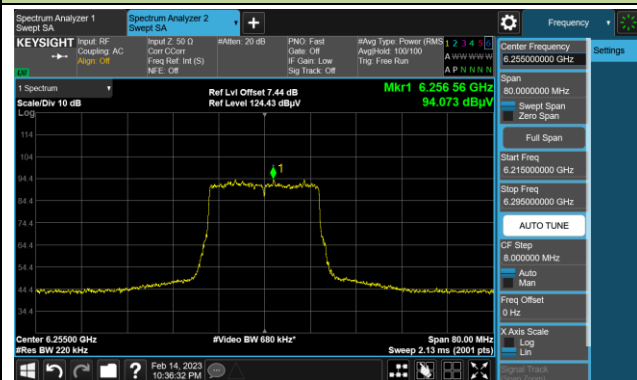 Spectrum Analyzer 1
Swept SA
Spectrum Analyzer 2
Swept SA
Frequency
KEYSIGHT
Input: RF
Coupling: AC
Align: Off
Input Z: 50 Ω
Corr CCorr
Freq Ref: Int (S)
NFE: Off
#Atten: 20 dB
PNO: Fast
Gate: Off
IF Gain: Low
Sig Track: Off
#Avg Type: Power (RMS
Avg|Hold: 100/100
Trig: Free Run
1 2 3 4 5 6
A W W W W W
A P N N N N
1 Spectrum
Scale/Div 10 dB
Log
Ref Lvl Offset 7.44 dB
Ref Level 124.43 dBµV
Mkr1 6.256 56 GHz
94.073 dBµV
114
104
94.4
84.4
74.4
64.4
54.4
44.4
34.4
1
Center 6.25500 GHz
#Res BW 220 kHz
#Video BW 680 kHz*
Span 80.00 MHz
Sweep 2.13 ms (2001 pts)
Center Frequency
6.255000000 GHz
Span
80.0000000 MHz
Swept Span
Zero Span
Full Span
Start Freq
6.215000000 GHz
Stop Freq
6.295000000 GHz
AUTO TUNE
CF Step
8.000000 MHz
Auto
Man
Freq Offset
0 Hz
X Axis Scale
Log
Lin
Signal Track
Settings
Feb 14, 2023
10:36:32 PM